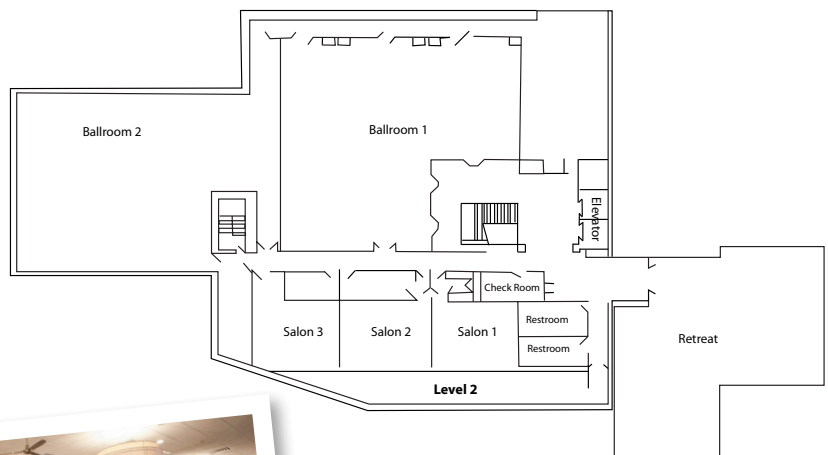 Ballroom 2
Ballroom 1
Elevator
Check Room
Salon 3
Salon 2
Salon 1
Restroom
Restroom
Retreat
Level 2